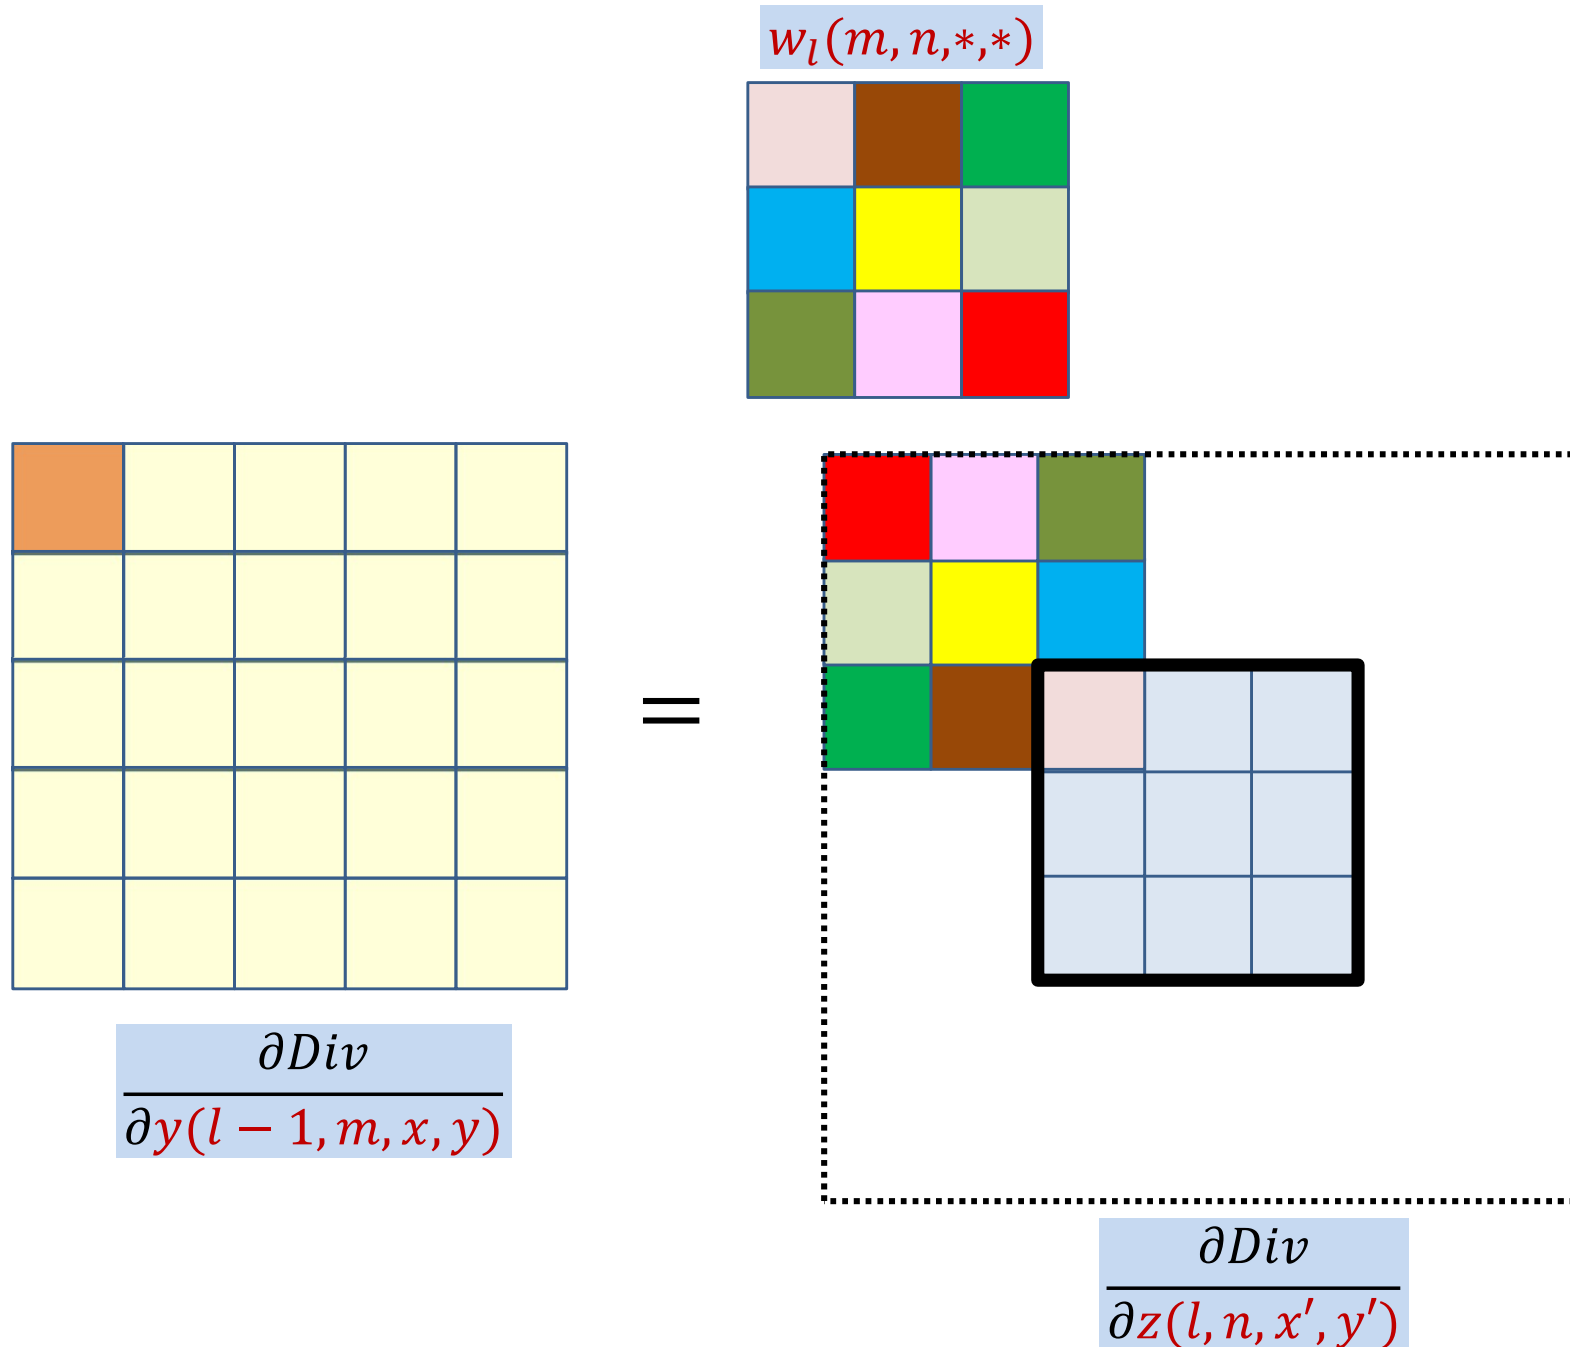 w_l(m, n,∗,∗)
=
∂Div
∂y(l − 1, m, x, y)
∂Div
∂z(l, n, x′, y′)